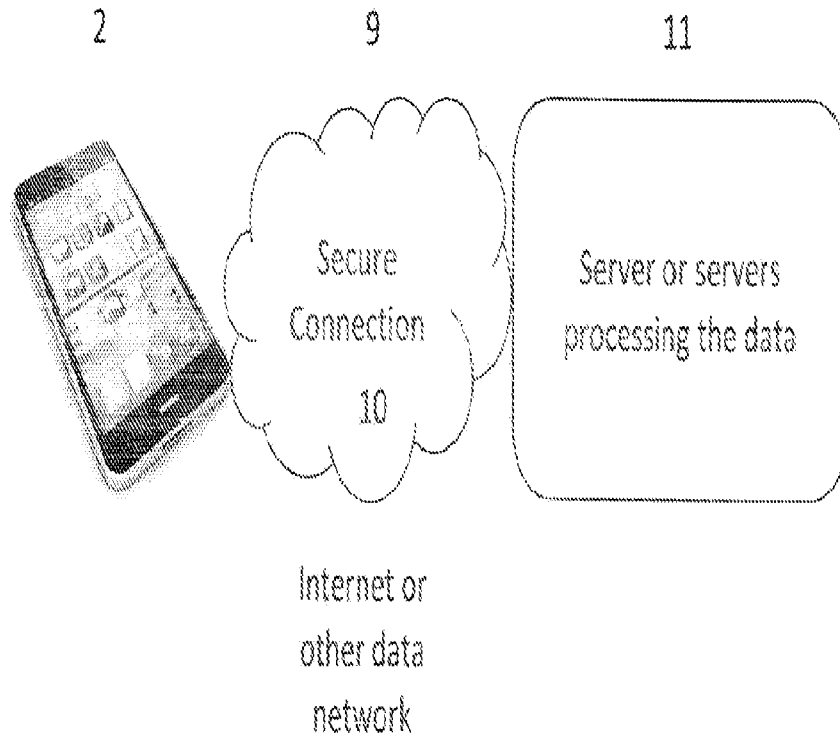 2
9
11
Secure
Connection
10
Server or servers
processing the data
Internet or
other data
network